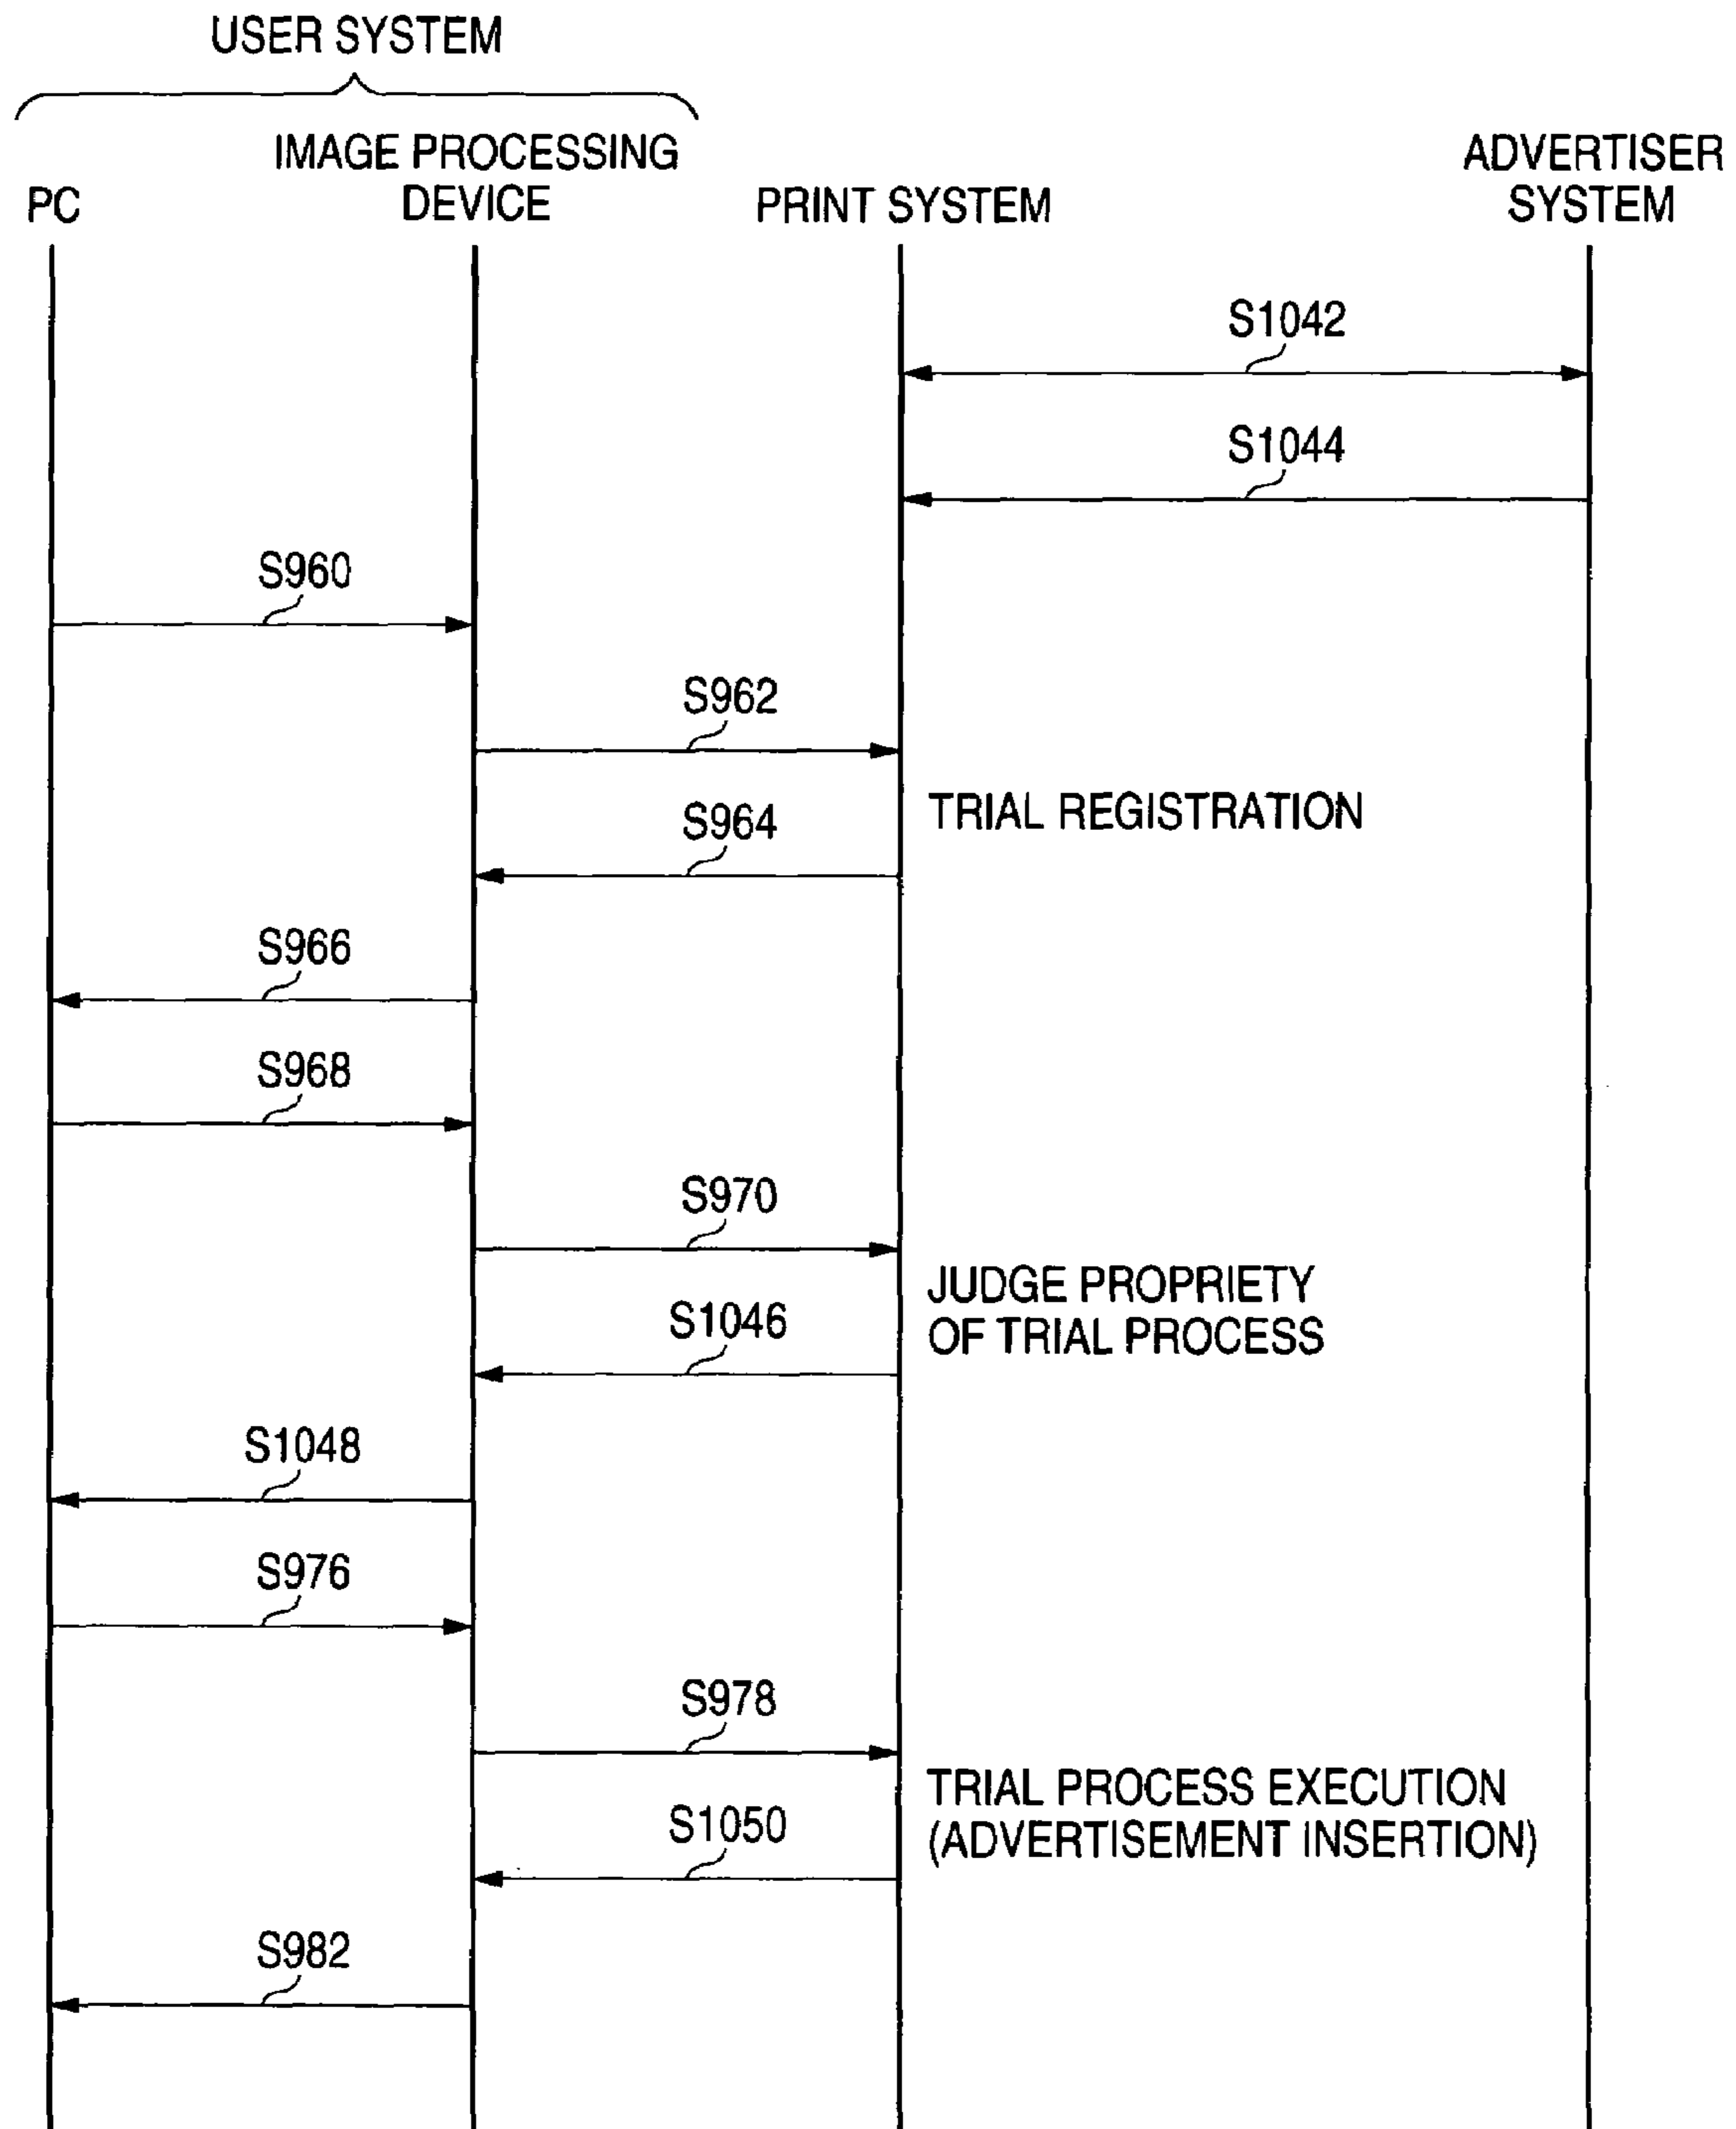 USER SYSTEM
PC
IMAGE PROCESSING
DEVICE
PRINT SYSTEM
ADVERTISER
SYSTEM
S1042
S1044
S960
S962
TRIAL REGISTRATION
S964
S966
S968
S970
JUDGE PROPRIETY
OF TRIAL PROCESS
S1046
S1048
S976
S978
TRIAL PROCESS EXECUTION
(ADVERTISEMENT INSERTION)
S1050
S982